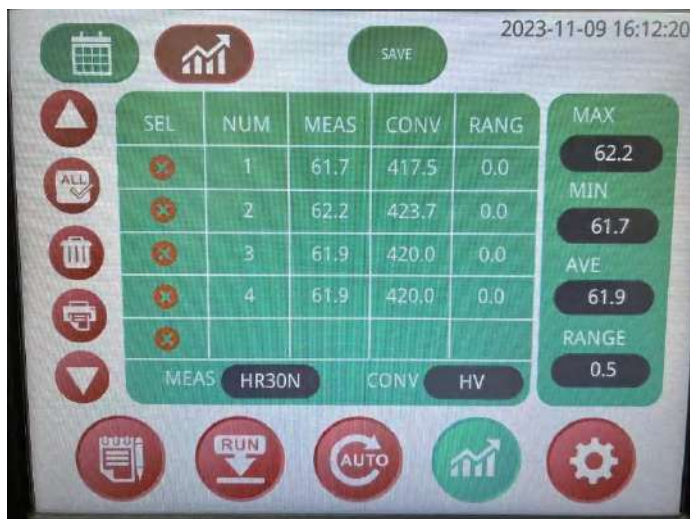 2023-11-09 16:12:20
SAVE
SEL NUM MEAS CONV RANG
1 61.7 417.5 0.0
2 62.2 423.7 0.0
3 61.9 420.0 0.0
4 61.9 420.0 0.0
MEAS HR30N CONV HV
MAX
62.2
MIN
61.7
AVE
61.9
RANGE
0.5
ALL
RUN
AUTO